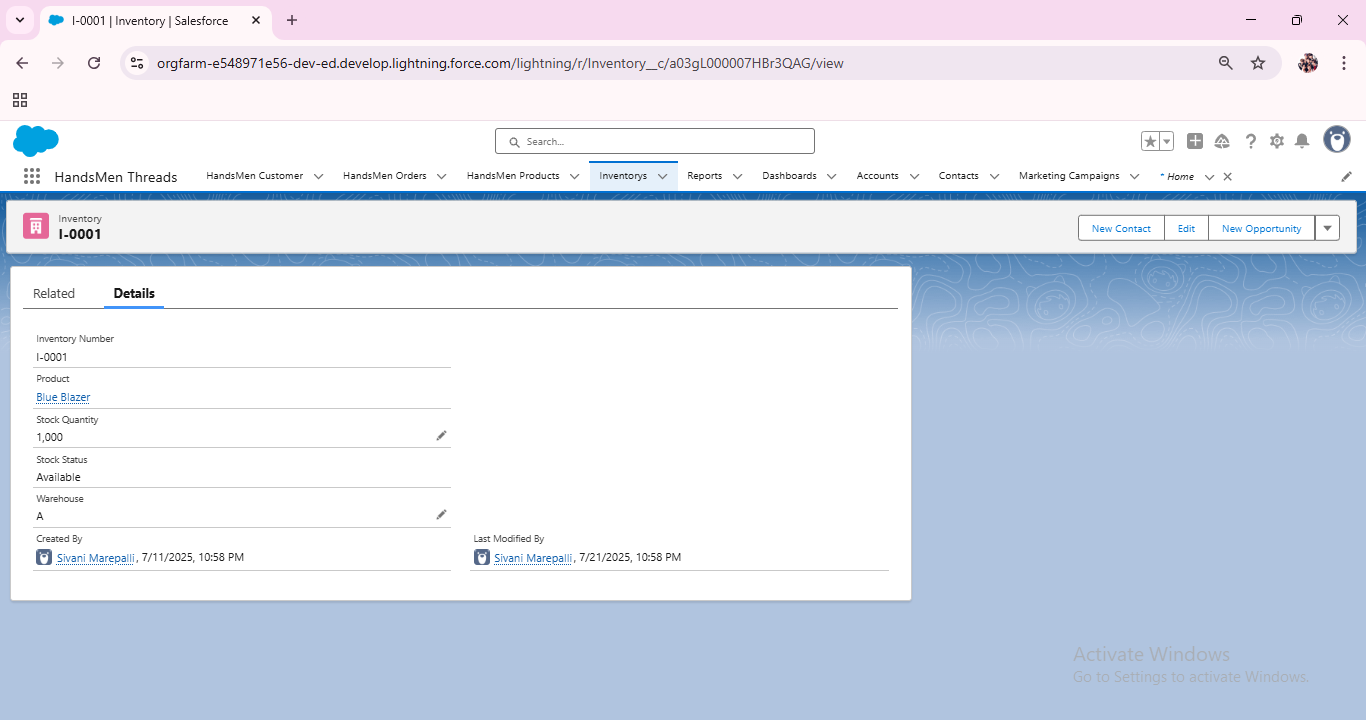 I-0001 | Inventory | Salesforce
orgfarm-e548971e56-dev-ed.develop.lightning.force.com/lightning/r/Inventory__c/a03gL000007HBr3QAG/view
Search...
HandsMen Threads
HandsMen Customer
HandsMen Orders
HandsMen Products
Inventorys
Reports
Dashboards
Accounts
Contacts
Marketing Campaigns
* Home
Inventory
I-0001
New Contact
Edit
New Opportunity
Related
Details
Inventory Number
I-0001
Product
Blue Blazer
Stock Quantity
1,000
Stock Status
Available
Warehouse
A
Created By
Sivani Marepalli, 7/11/2025, 10:58 PM
Last Modified By
Sivani Marepalli, 7/21/2025, 10:58 PM
Activate Windows
Go to Settings to activate Windows.